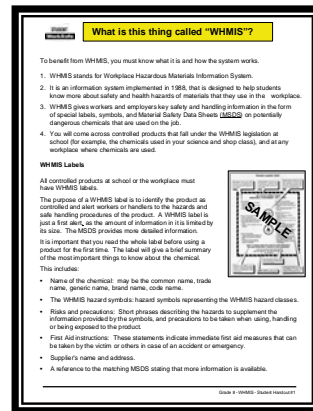 WorkSafe
What is this thing called "WHMIS"?
To benefit from WHMIS, you must know what it is and how the system works.
1. WHMIS stands for Workplace Hazardous Materials Information System.
2. It is an information system implemented in 1988, that is designed to help students
know more about safety and health hazards of materials that they use in the workplace.
3. WHMIS gives workers and employers key safety and handling information in the form
of special labels, symbols, and Material Safety Data Sheets (MSDS) on potentially
dangerous chemicals that are used on the job.
4. You will come across controlled products that fall under the WHMIS legislation at
school (for example, the chemicals used in your science and shop class), and at any
workplace where chemicals are used.
WHMIS Labels
All controlled products at school or the workplace must
have WHMIS labels.
The purpose of a WHMIS label is to identify the product as
controlled and alert workers or handlers to the hazards and
safe handling procedures of the product. A WHMIS label is
just a first alert, as the amount of information in it is limited by
its size. The MSDS provides more detailed information.
It is important that you read the whole label before using a
product for the first time. The label will give a brief summary
of the most important things to know about the chemical.
This includes:
• Name of the chemical: may be the common name, trade
name, generic name, brand name, code name.
• The WHMIS hazard symbols: hazard symbols representing the WHMIS hazard classes.
• Risks and precautions: Short phrases describing the hazards to supplement the
information provided by the symbols, and precautions to be taken when using, handling
or being exposed to the product.
• First Aid instructions: These statements indicate immediate first aid measures that can
be taken by the victim or others in case of an accident or emergency.
• Supplier's name and address.
• A reference to the matching MSDS stating that more information is available.
SAMPLE
Grade 8 - WHMIS - Student Handout #1